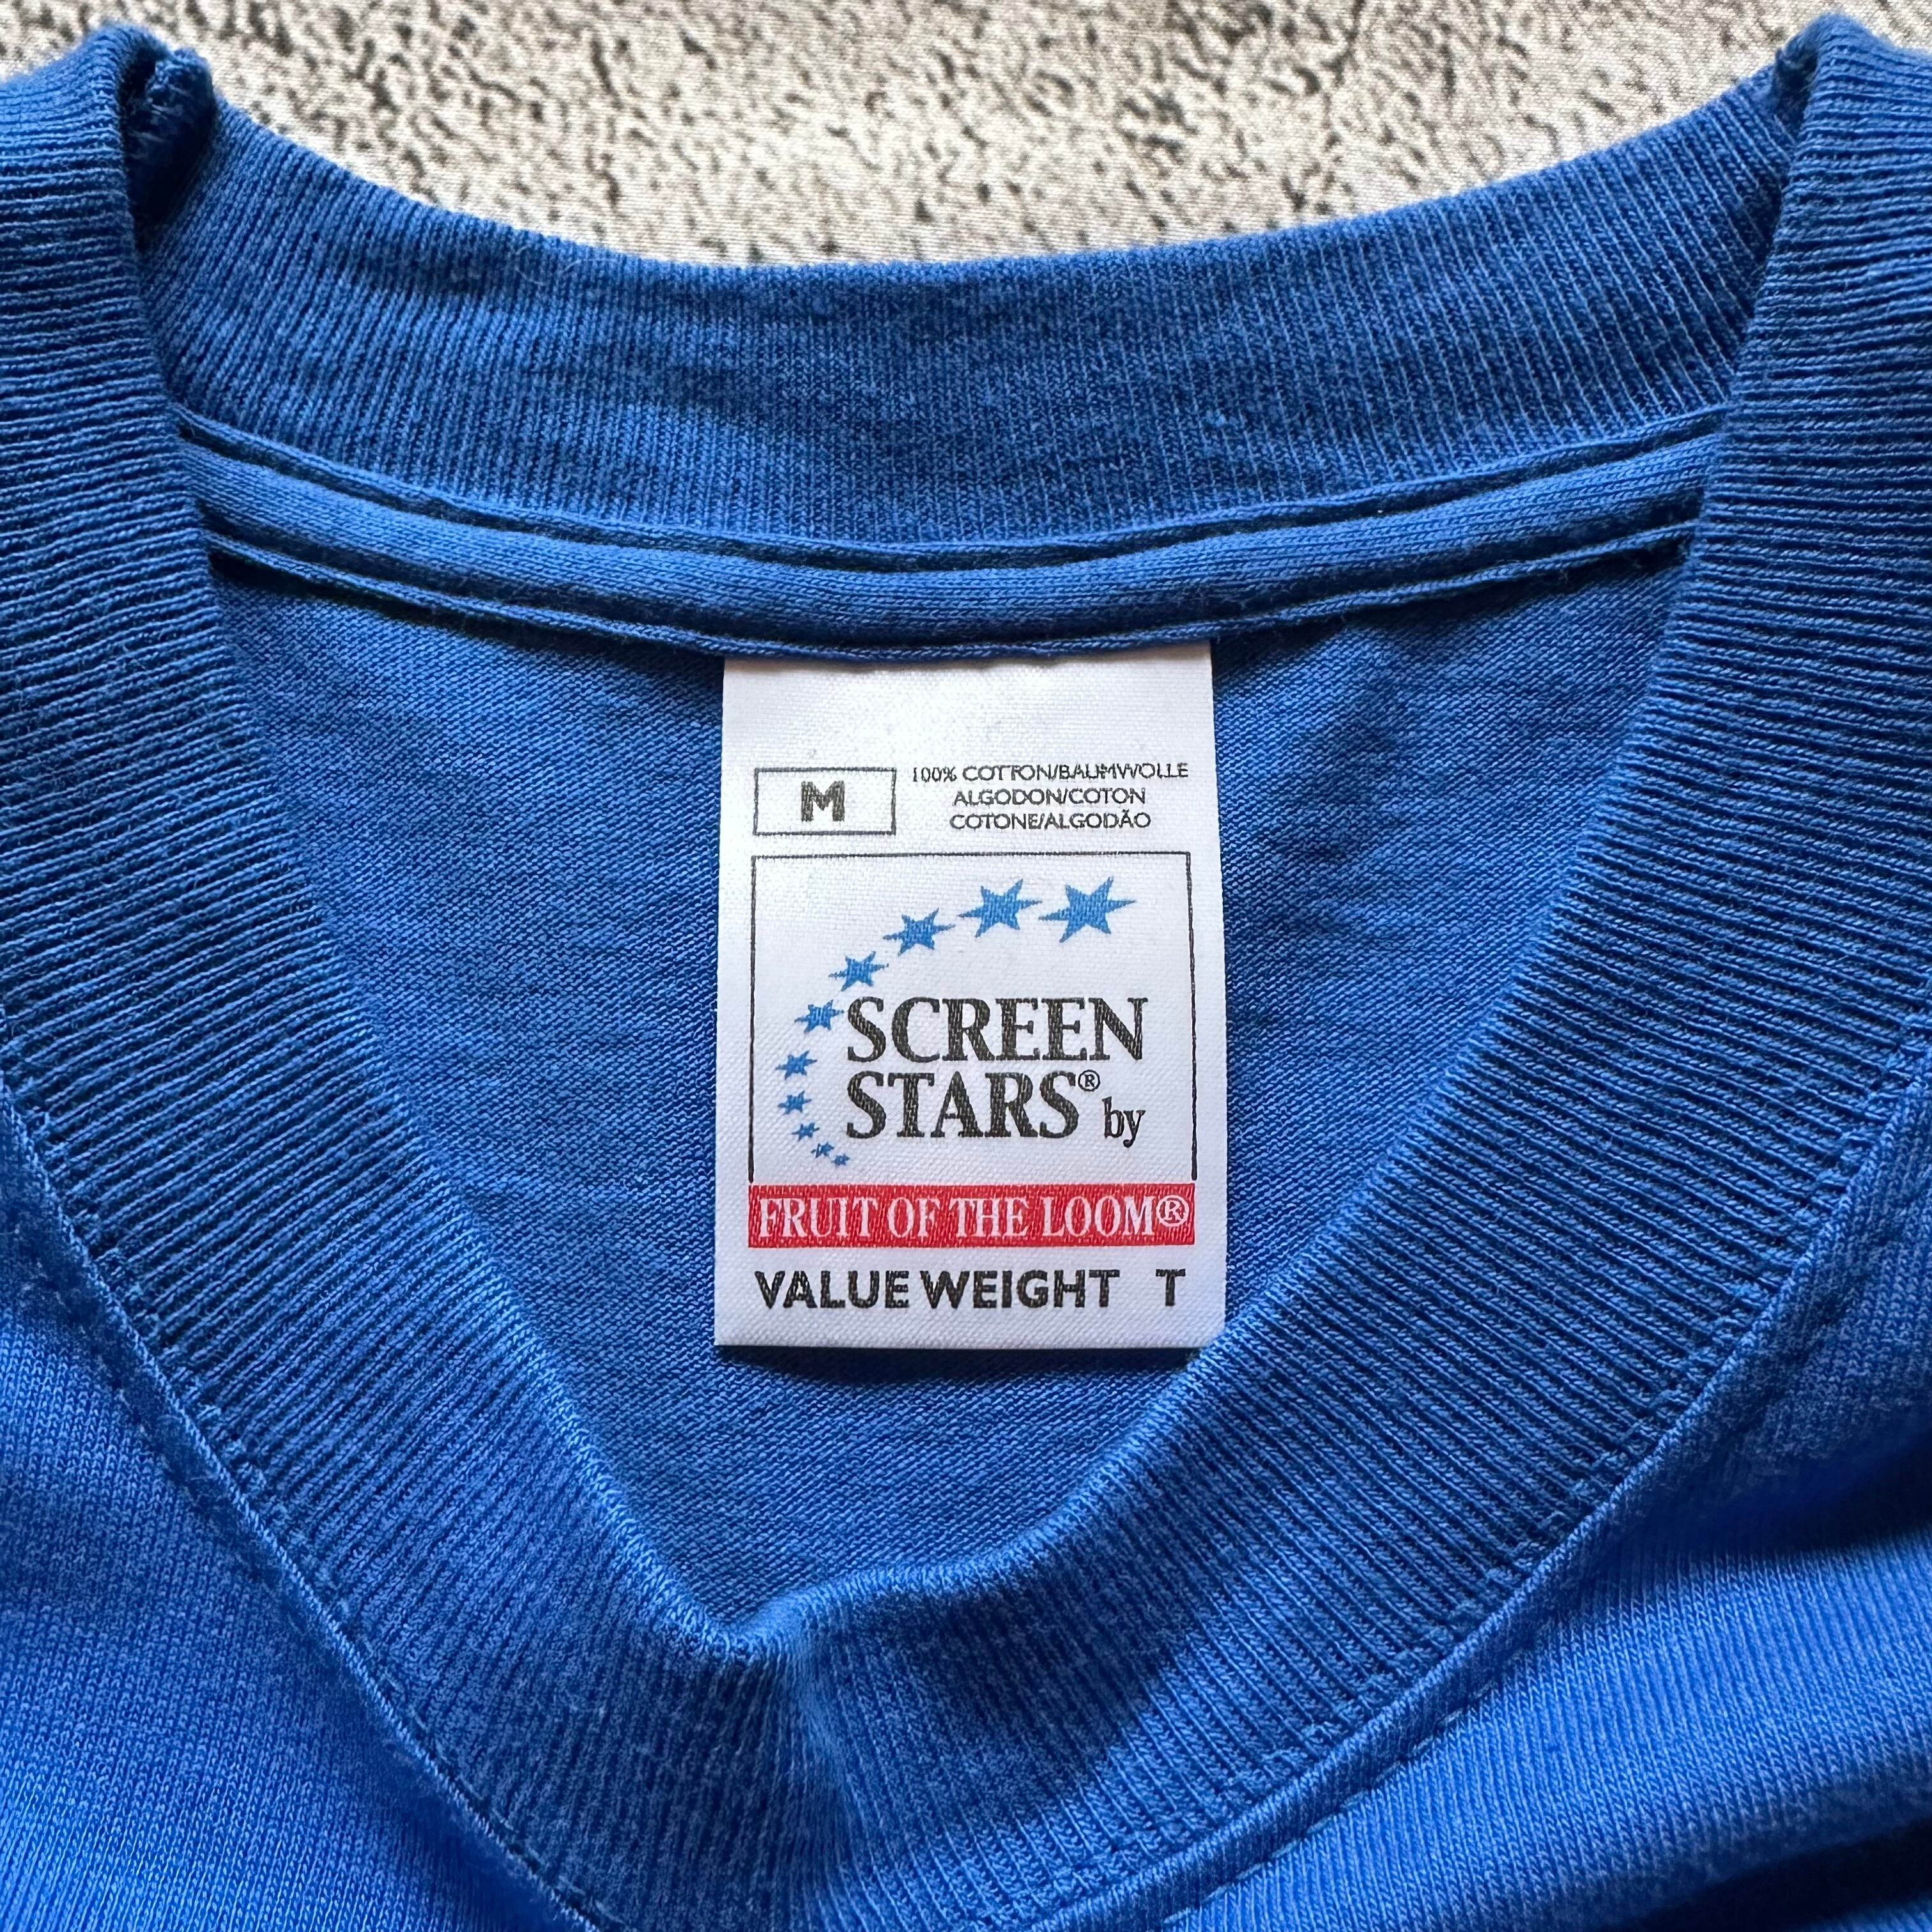 M
100% COTTON/BAUMWOLLE
ALGODON/COTON
COTONE/ALGODÃO
SCREEN
STARS® by
FRUIT OF THE LOOM®
VALUE WEIGHT T